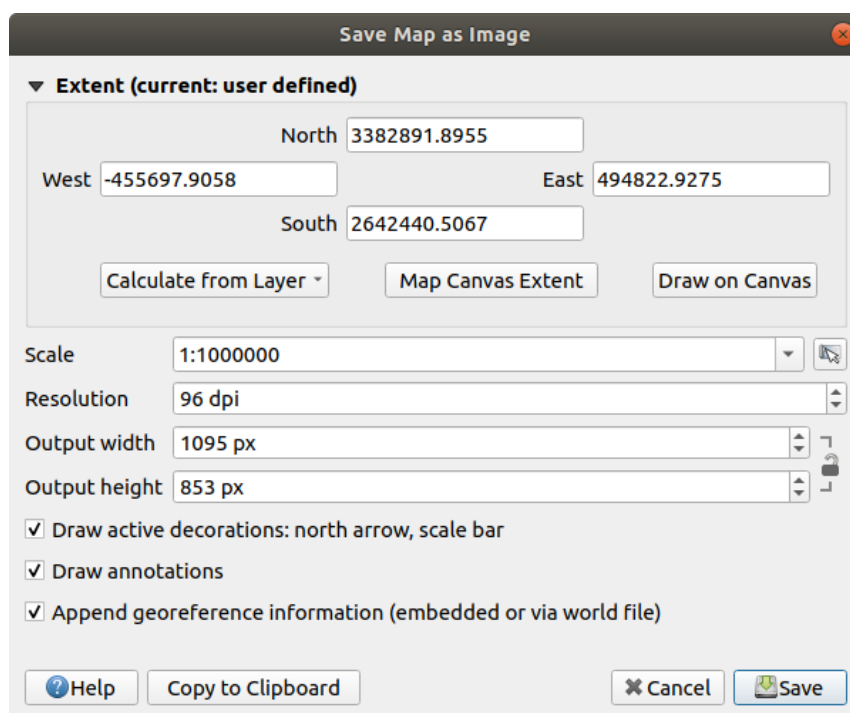 Save Map as Image
Extent (current: user defined)
North 3382891.8955
West -455697.9058 East 494822.9275
South 2642440.5067
Calculate from Layer Map Canvas Extent Draw on Canvas
Scale 1:1000000
Resolution 96 dpi
Output width 1095 px
Output height 853 px
Draw active decorations: north arrow, scale bar
Draw annotations
Append georeference information (embedded or via world file)
Help Copy to Clipboard Cancel Save